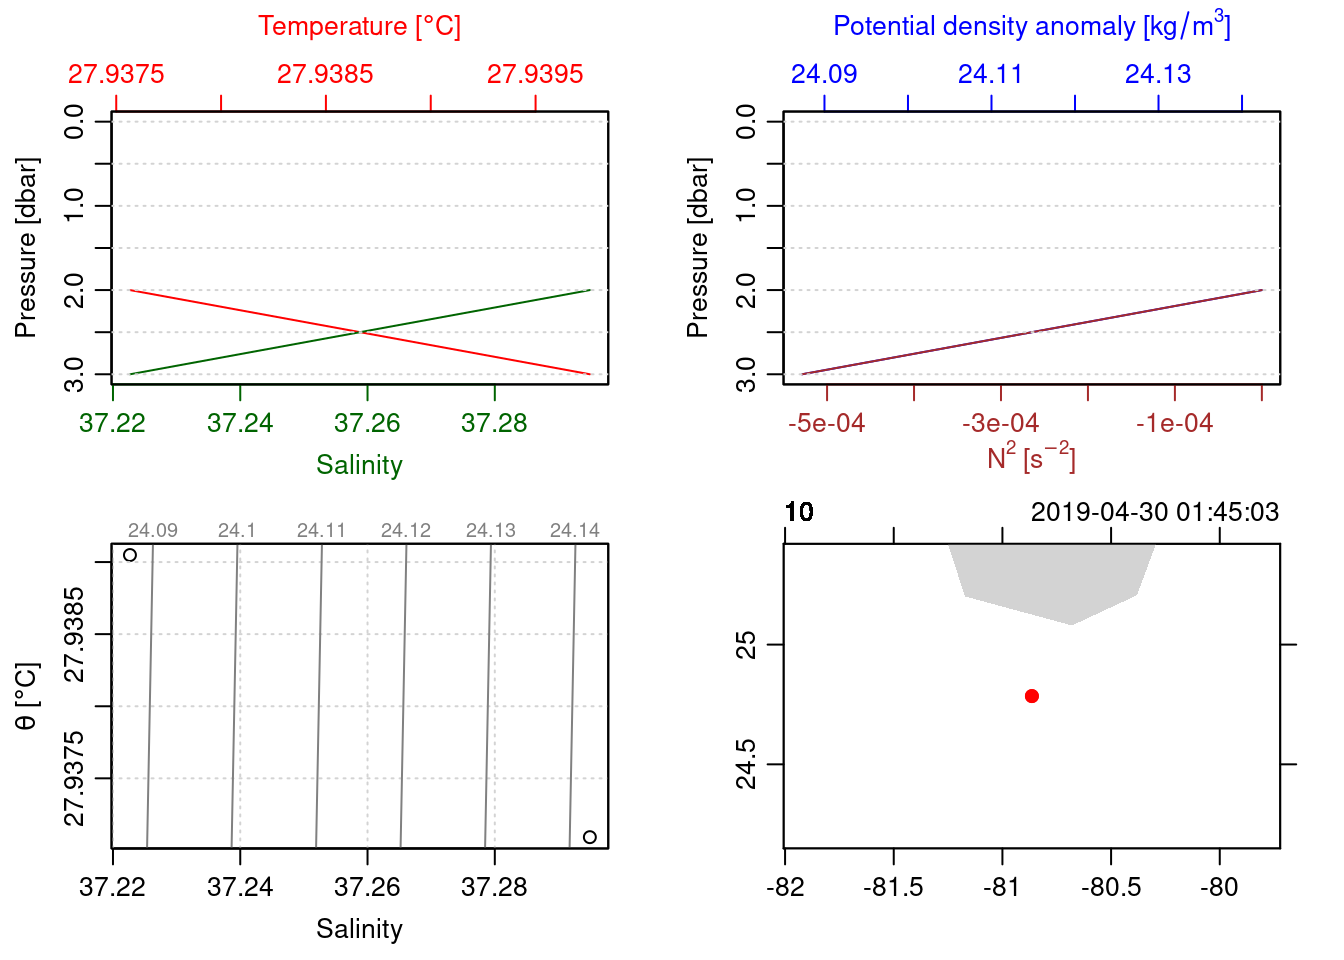 Temperature [°C]
27.9375 27.9385 27.9395
Pressure [dbar]
0.0
1.0
2.0
3.0
37.22 37.24 37.26 37.28
Salinity
Potential density anomaly [kg/m³]
24.09 24.11 24.13
Pressure [dbar]
0.0
1.0
2.0
3.0
-5e-04 -3e-04 -1e-04
N² [s⁻²]
24.09 24.1 24.11 24.12 24.13 24.14
θ [°C]
27.9385
27.9375
37.22 37.24 37.26 37.28
Salinity
10 2019-04-30 01:45:03
25
24.5
-82 -81.5 -81 -80.5 -80